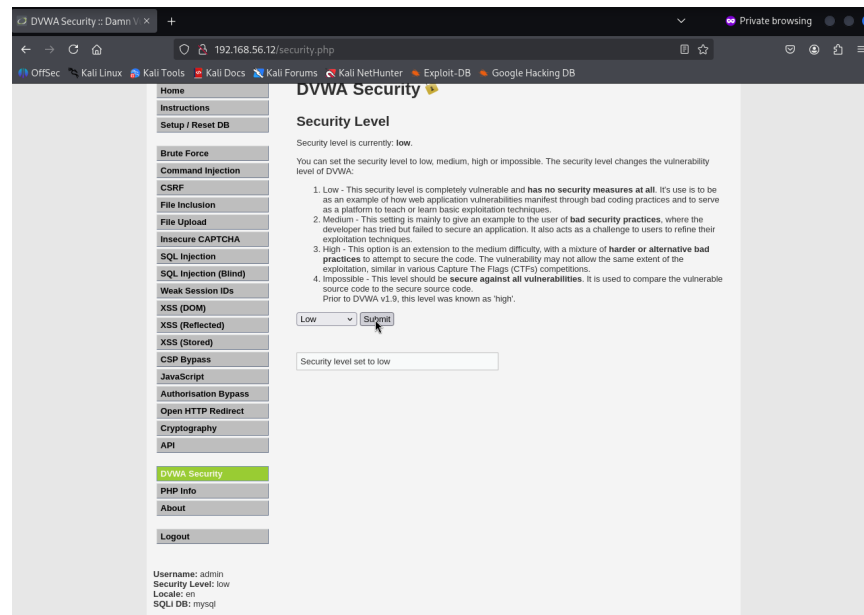 DVWA Security :: Damn V
Private browsing
192.168.56.12/security.php
OffSec Kali Linux Kali Tools Kali Docs Kali Forums Kali NetHunter Exploit-DB Google Hacking DB
Home
Instructions
Setup / Reset DB
Brute Force
Command Injection
CSRF
File Inclusion
File Upload
Insecure CAPTCHA
SQL Injection
SQL Injection (Blind)
Weak Session IDs
XSS (DOM)
XSS (Reflected)
XSS (Stored)
CSP Bypass
JavaScript
Authorisation Bypass
Open HTTP Redirect
Cryptography
API
DVWA Security
PHP Info
About
Logout
Username: admin
Security Level: low
Locale: en
SQLi DB: mysql
DVWA Security
Security Level
Security level is currently: low.
You can set the security level to low, medium, high or impossible. The security level changes the vulnerability
level of DVWA:
1. Low - This security level is completely vulnerable and has no security measures at all. It's use is to be
as an example of how web application vulnerabilities manifest through bad coding practices and to serve
as a platform to teach or learn basic exploitation techniques.
2. Medium - This setting is mainly to give an example to the user of bad security practices, where the
developer has tried but failed to secure an application. It also acts as a challenge to users to refine their
exploitation techniques.
3. High - This option is an extension to the medium difficulty, with a mixture of harder or alternative bad
practices to attempt to secure the code. The vulnerability may not allow the same extent of the
exploitation, similar in various Capture The Flags (CTFs) competitions.
4. Impossible - This level should be secure against all vulnerabilities. It is used to compare the vulnerable
source code to the secure source code.
Prior to DVWA v1.9, this level was known as 'high'.
Low Submit
Security level set to low